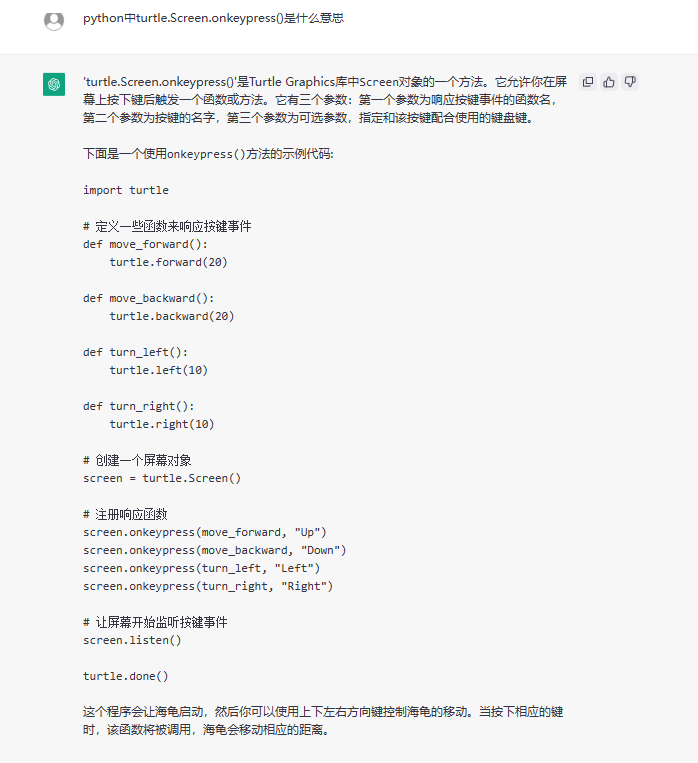 python中turtle.Screen.onkeypress()是什么意思
'turtle.Screen.onkeypress()'是Turtle Graphics库中Screen对象的一个方法。它允许你在屏
幕上按下键后触发一个函数或方法。它有三个参数：第一个参数为响应按键事件的函数名，
第二个参数为按键的名字，第三个参数为可选参数，指定和该按键配合使用的键盘键。
下面是一个使用onkeypress()方法的示例代码:
import turtle
# 定义一些函数来响应按键事件
def move_forward():
    turtle.forward(20)
def move_backward():
    turtle.backward(20)
def turn_left():
    turtle.left(10)
def turn_right():
    turtle.right(10)
# 创建一个屏幕对象
screen = turtle.Screen()
# 注册响应函数
screen.onkeypress(move_forward, "Up")
screen.onkeypress(move_backward, "Down")
screen.onkeypress(turn_left, "Left")
screen.onkeypress(turn_right, "Right")
# 让屏幕开始监听按键事件
screen.listen()
turtle.done()
这个程序会让海龟启动，然后你可以使用上下左右方向键控制海龟的移动。当按下相应的键
时，该函数将被调用，海龟会移动相应的距离。